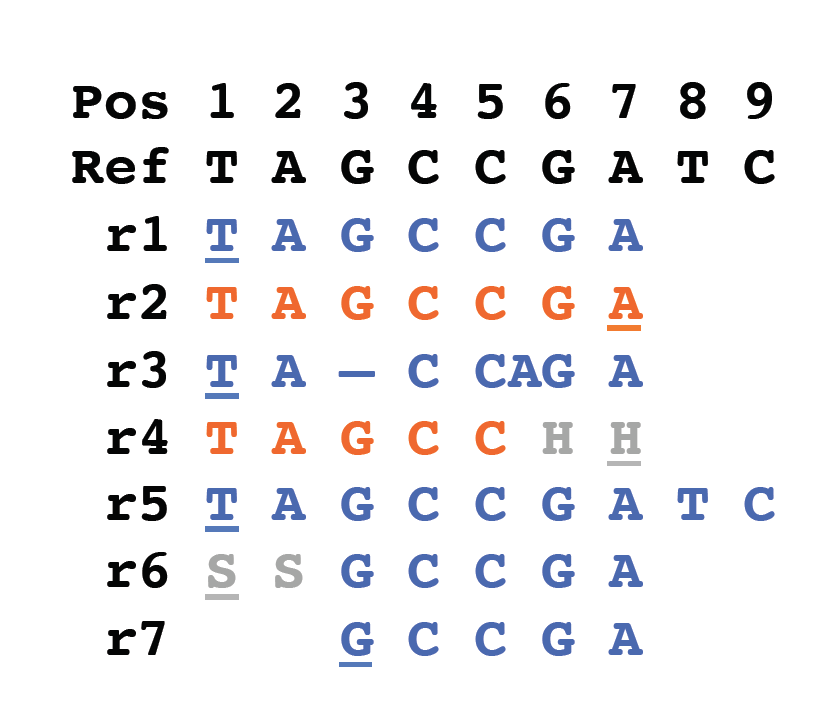 Pos 1 2 3 4 5 6 7 8 9
Ref T A G C C G A T C
r1 T A G C C G A
r2 T A G C C G A
r3 T A – C CAG A
r4 T A G C C H H
r5 T A G C C G A T C
r6 S S G C C G A
r7 G C C G A